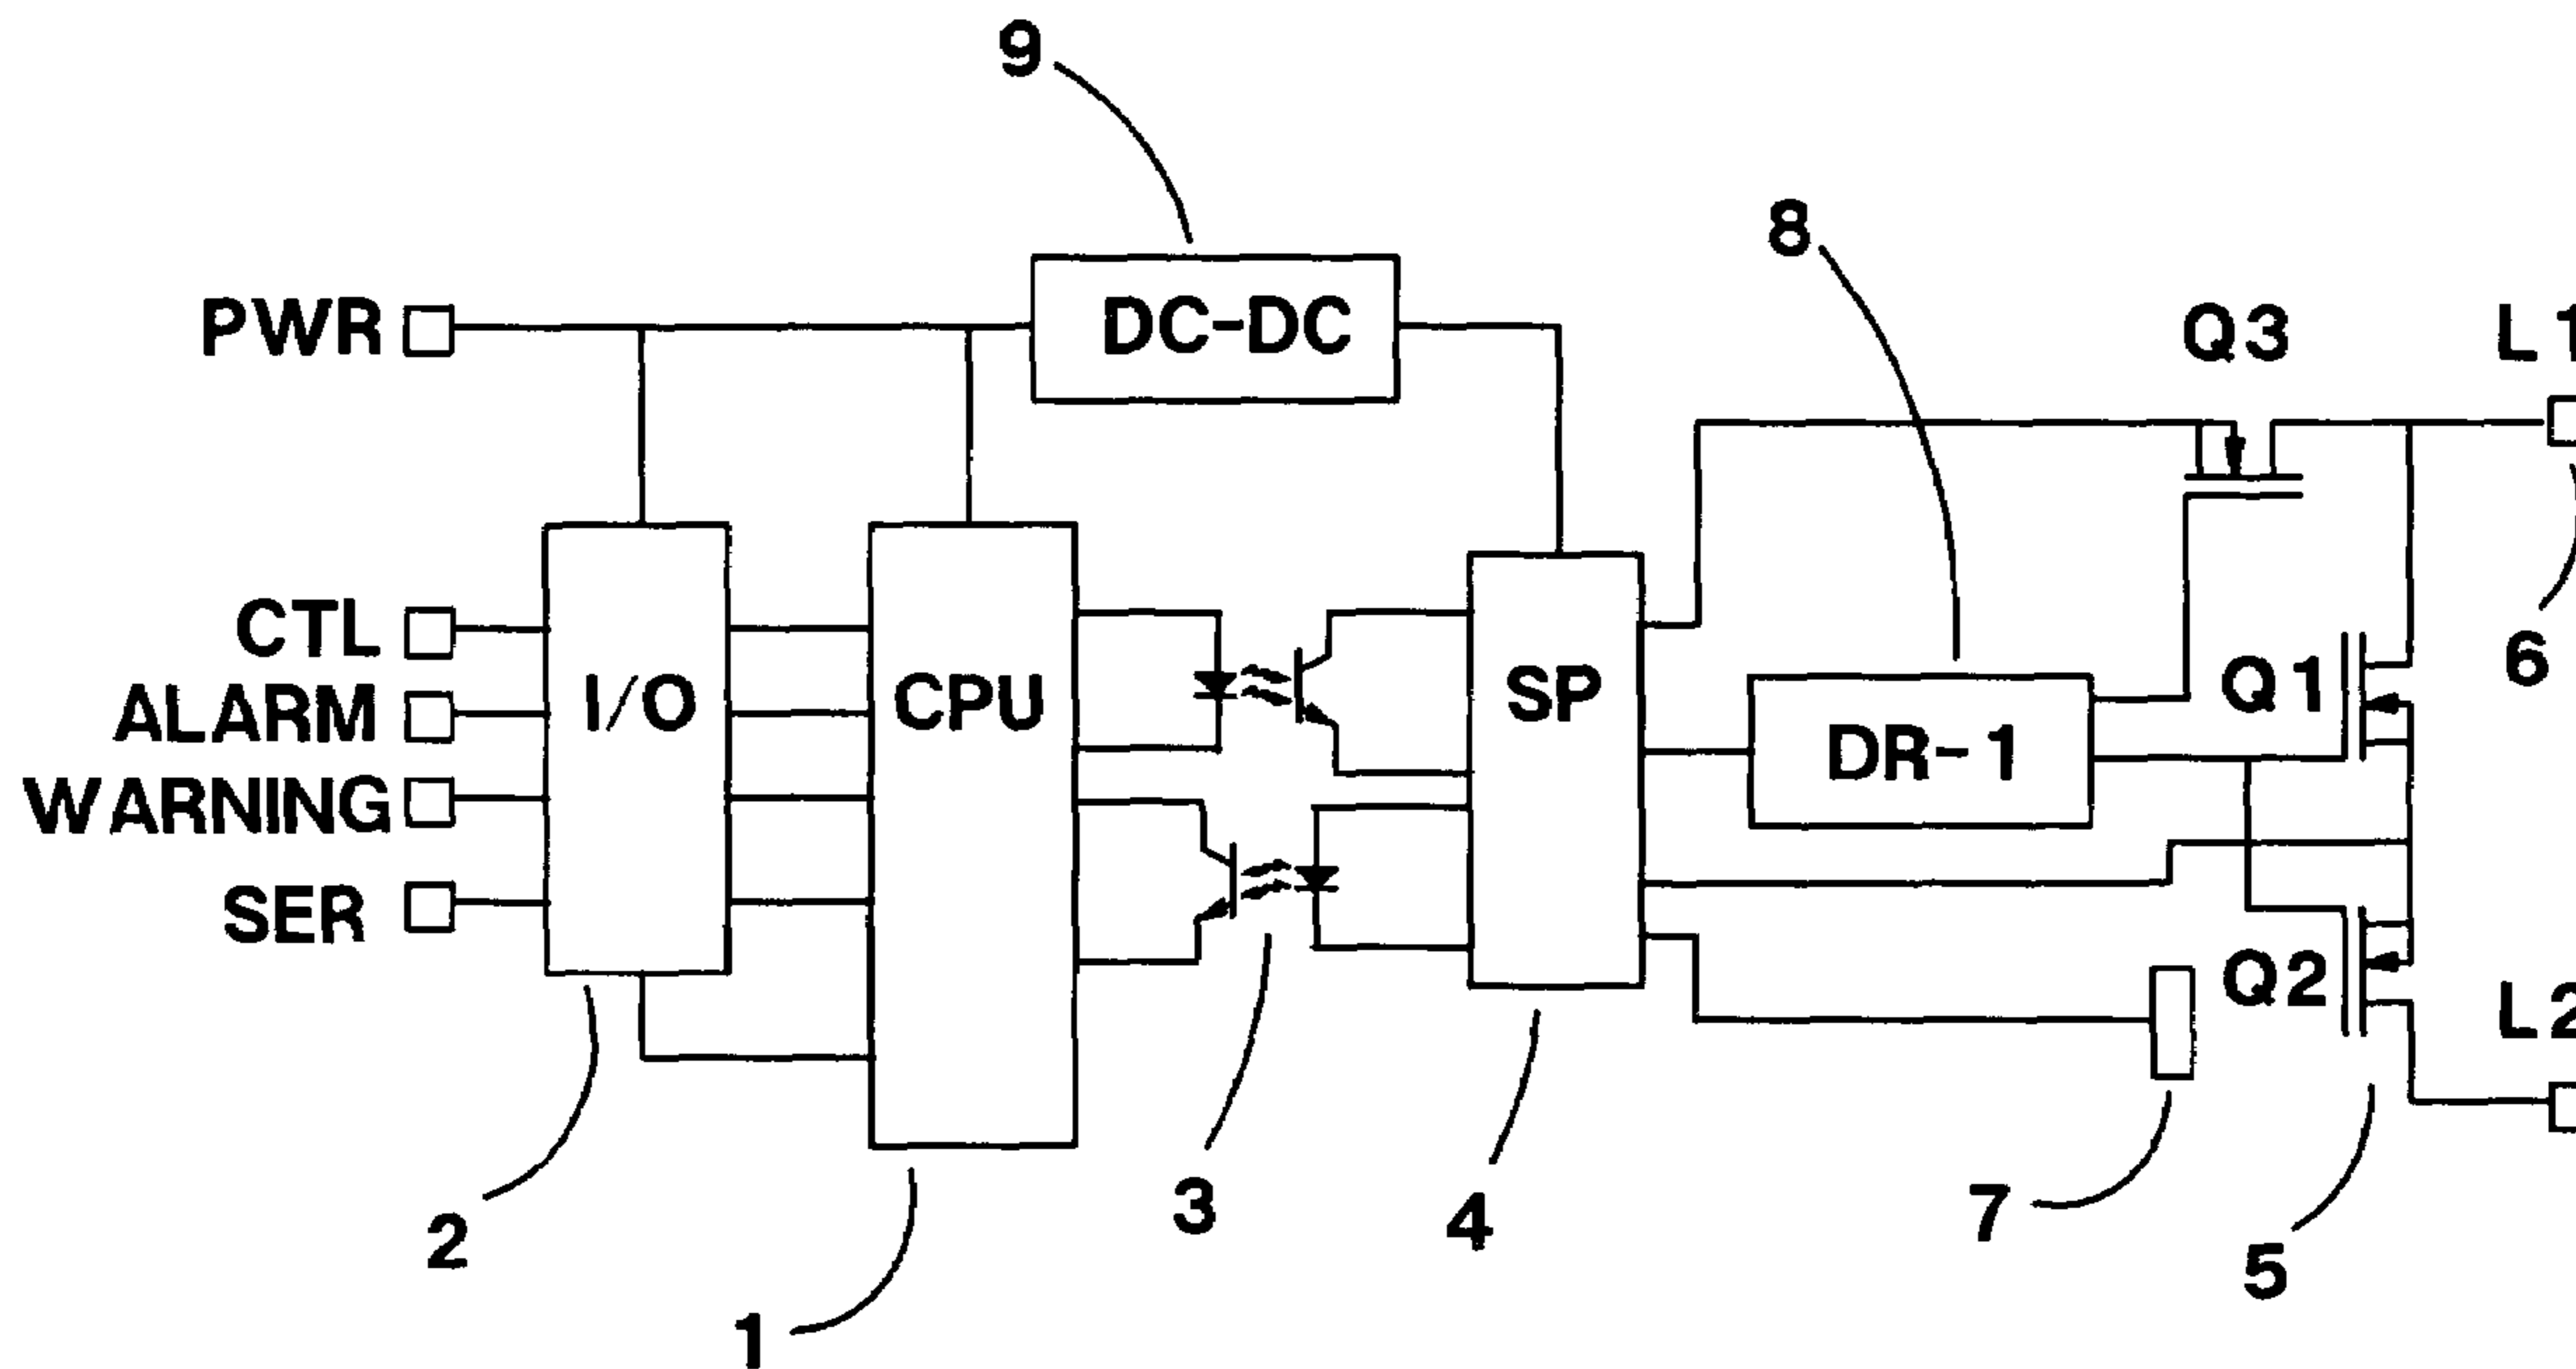 9
8
PWR
DC-DC
Q3
L1
CTL
ALARM
WARNING
SER
I/O
CPU
SP
DR-1
Q1
6
Q2
L2
2
3
4
7
5
1